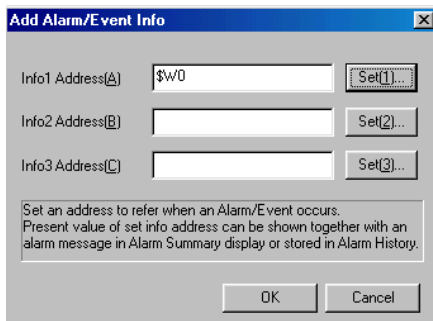 Add Alarm/Event Info
Info1 Address(A) $W0 Set(1)...
Info2 Address(B) Set(2)...
Info3 Address(C) Set(3)...
Set an address to refer when an Alarm/Event occurs.
Present value of set info address can be shown together with an
alarm message in Alarm Summary display or stored in Alarm History.
OK Cancel